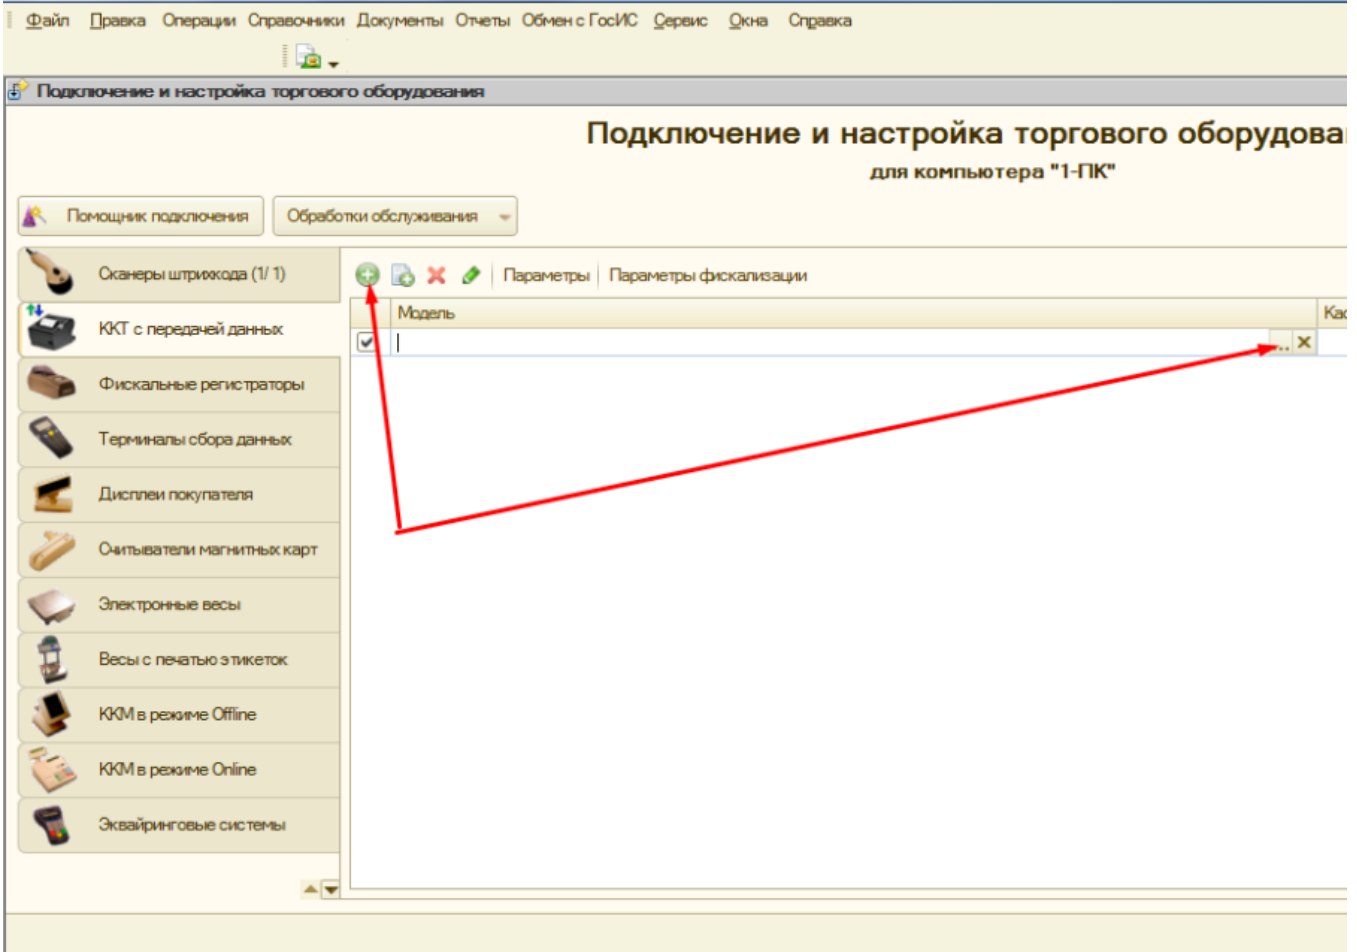 Файл Правка Операции Справочники Документы Отчеты Обмен с ГосИС Сервис Окна Справка
Подключение и настройка торгового оборудования
Подключение и настройка торгового оборудова
для компьютера "1-ПК"
Помощник подключения Обработки обслуживания
Сканеры штрихкода (1/ 1)
Параметры Параметры фискализации
Модель Кас
ККТ с передачей данных
Фискальные регистраторы
Терминалы сбора данных
Дисплеи покупателя
Считыватели магнитных карт
Электронные весы
Весы с печатью этикеток
ККМ в режиме Offline
ККМ в режиме Online
Эквайринговые системы